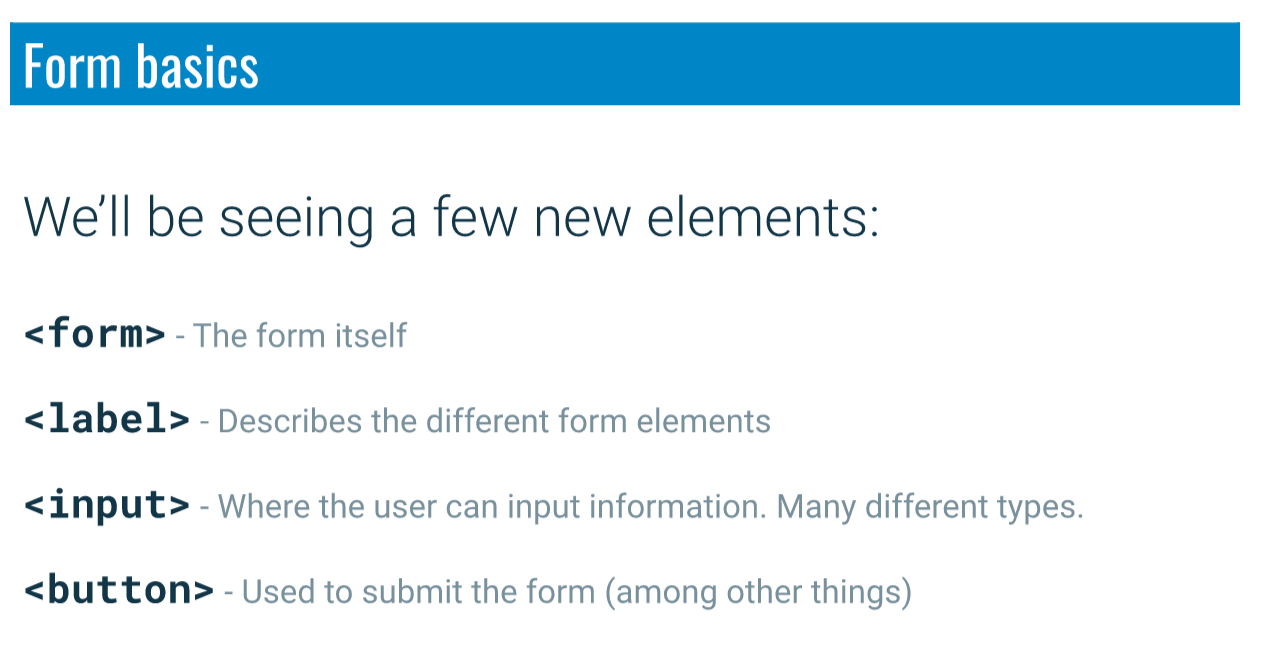 Form basics
We’ll be seeing a few new elements:
<form> - The form itself
<label> - Describes the different form elements
<input> - Where the user can input information. Many different types.
<button> - Used to submit the form (among other things)